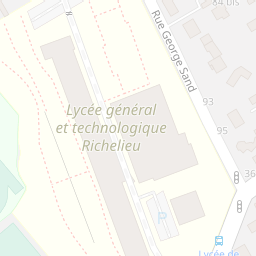 84 bis
Rue George Sand
Lycée général
et technologique
Richelieu
93
95
36
Lycée de